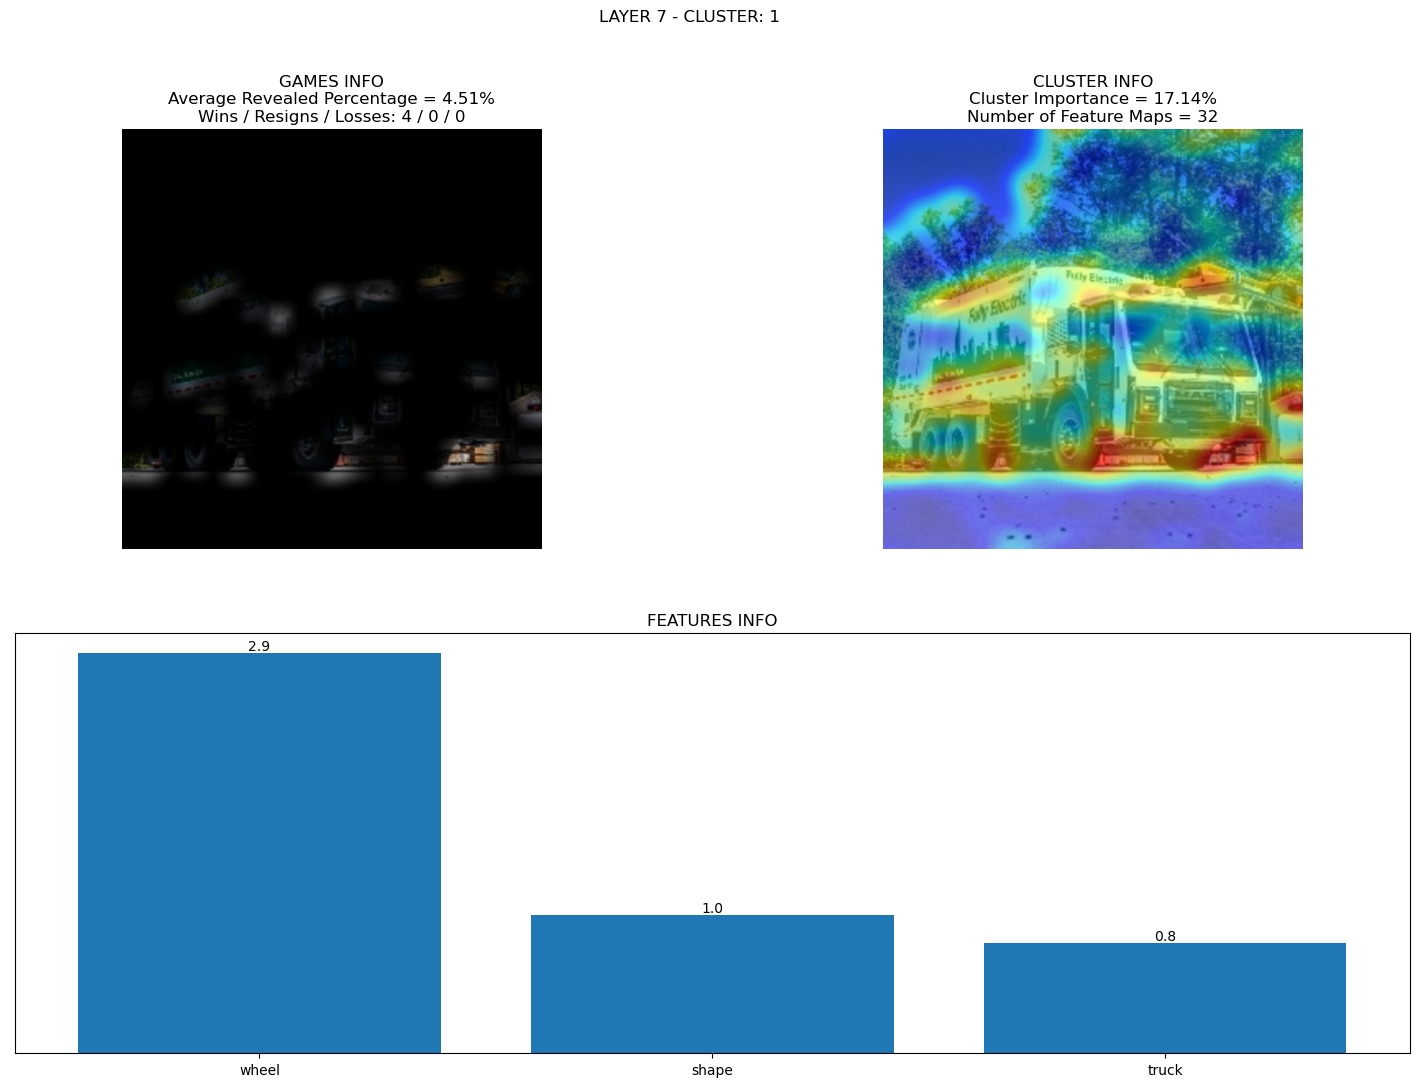 LAYER 7 - CLUSTER: 1
GAMES INFO
Average Revealed Percentage = 4.51%
Wins / Resigns / Losses: 4 / 0 / 0
CLUSTER INFO
Cluster Importance = 17.14%
Number of Feature Maps = 32
Fully Electric
Fully Electric
MACK
FEATURES INFO
2.9
1.0
0.8
wheel
shape
truck